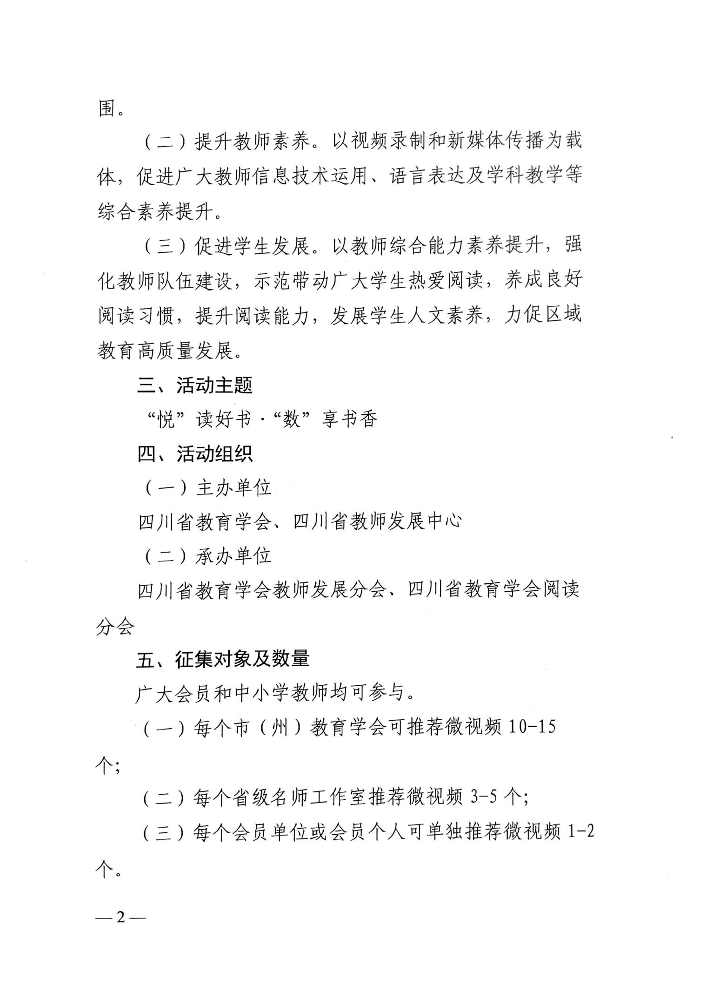 围。
（二）提升教师素养。以视频录制和新媒体传播为载
体，促进广大教师信息技术运用、语言表达及学科教学等
综合素养提升。
（三）促进学生发展。以教师综合能力素养提升，强
化教师队伍建设，示范带动广大学生热爱阅读，养成良好
阅读习惯，提升阅读能力，发展学生人文素养，力促区域
教育高质量发展。
三、活动主题
“悦”读好书·“数”享书香
四、活动组织
（一）主办单位
四川省教育学会、四川省教师发展中心
（二）承办单位
四川省教育学会教师发展分会、四川省教育学会阅读
分会
五、征集对象及数量
广大会员和中小学教师均可参与。
（一）每个市（州）教育学会可推荐微视频 10-15
个；
（二）每个省级名师工作室推荐微视频 3-5 个；
（三）每个会员单位或会员个人可单独推荐微视频 1-2
个。
— 2 —